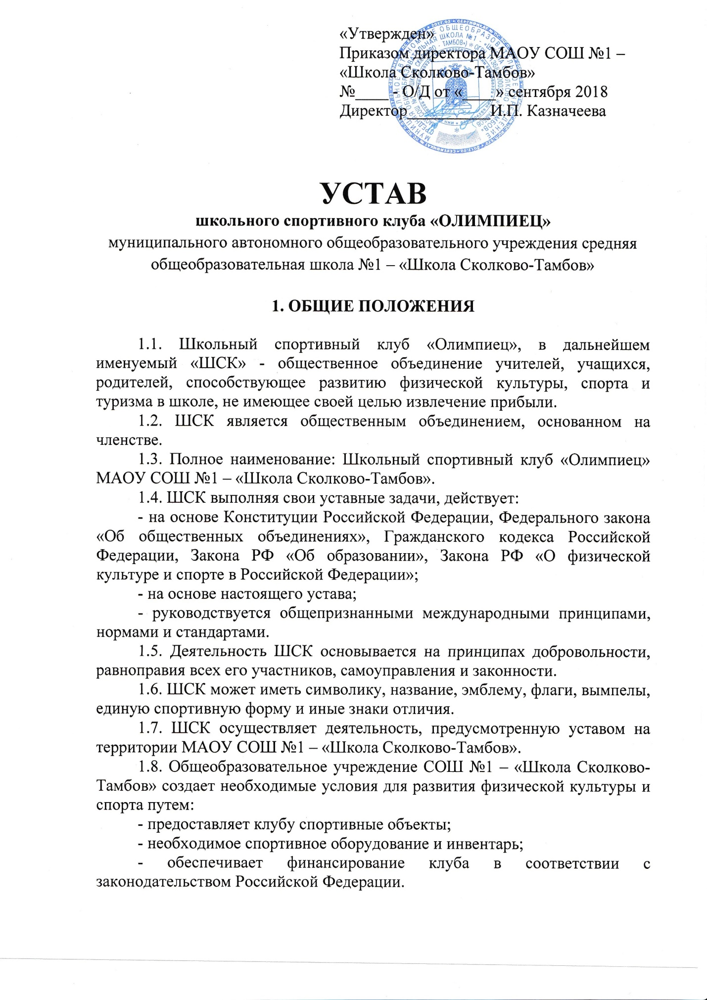 «Утвержден»
Приказом директора МАОУ СОШ №1 –
«Школа Сколково-Тамбов»
№____ - О/Д от «____» сентября 2018
Директор__________И.П. Казначеева
УСТАВ
школьного спортивного клуба «ОЛИМПИЕЦ»
муниципального автономного общеобразовательного учреждения средняя
общеобразовательная школа №1 – «Школа Сколково-Тамбов»
1. ОБЩИЕ ПОЛОЖЕНИЯ
1.1. Школьный спортивный клуб «Олимпиец», в дальнейшем
именуемый «ШСК» - общественное объединение учителей, учащихся,
родителей, способствующее развитию физической культуры, спорта и
туризма в школе, не имеющее своей целью извлечение прибыли.
1.2. ШСК является общественным объединением, основанном на
членстве.
1.3. Полное наименование: Школьный спортивный клуб «Олимпиец»
МАОУ СОШ №1 – «Школа Сколково-Тамбов».
1.4. ШСК выполняя свои уставные задачи, действует:
- на основе Конституции Российской Федерации, Федерального закона
«Об общественных объединениях», Гражданского кодекса Российской
Федерации, Закона РФ «Об образовании», Закона РФ «О физической
культуре и спорте в Российской Федерации»;
- на основе настоящего устава;
- руководствуется общепризнанными международными принципами,
нормами и стандартами.
1.5. Деятельность ШСК основывается на принципах добровольности,
равноправия всех его участников, самоуправления и законности.
1.6. ШСК может иметь символику, название, эмблему, флаги, вымпелы,
единую спортивную форму и иные знаки отличия.
1.7. ШСК осуществляет деятельность, предусмотренную уставом на
территории МАОУ СОШ №1 – «Школа Сколково-Тамбов».
1.8. Общеобразовательное учреждение СОШ №1 – «Школа Сколково-
Тамбов» создает необходимые условия для развития физической культуры и
спорта путем:
- предоставляет клубу спортивные объекты;
- необходимое спортивное оборудование и инвентарь;
- обеспечивает финансирование клуба в соответствии с
законодательством Российской Федерации.